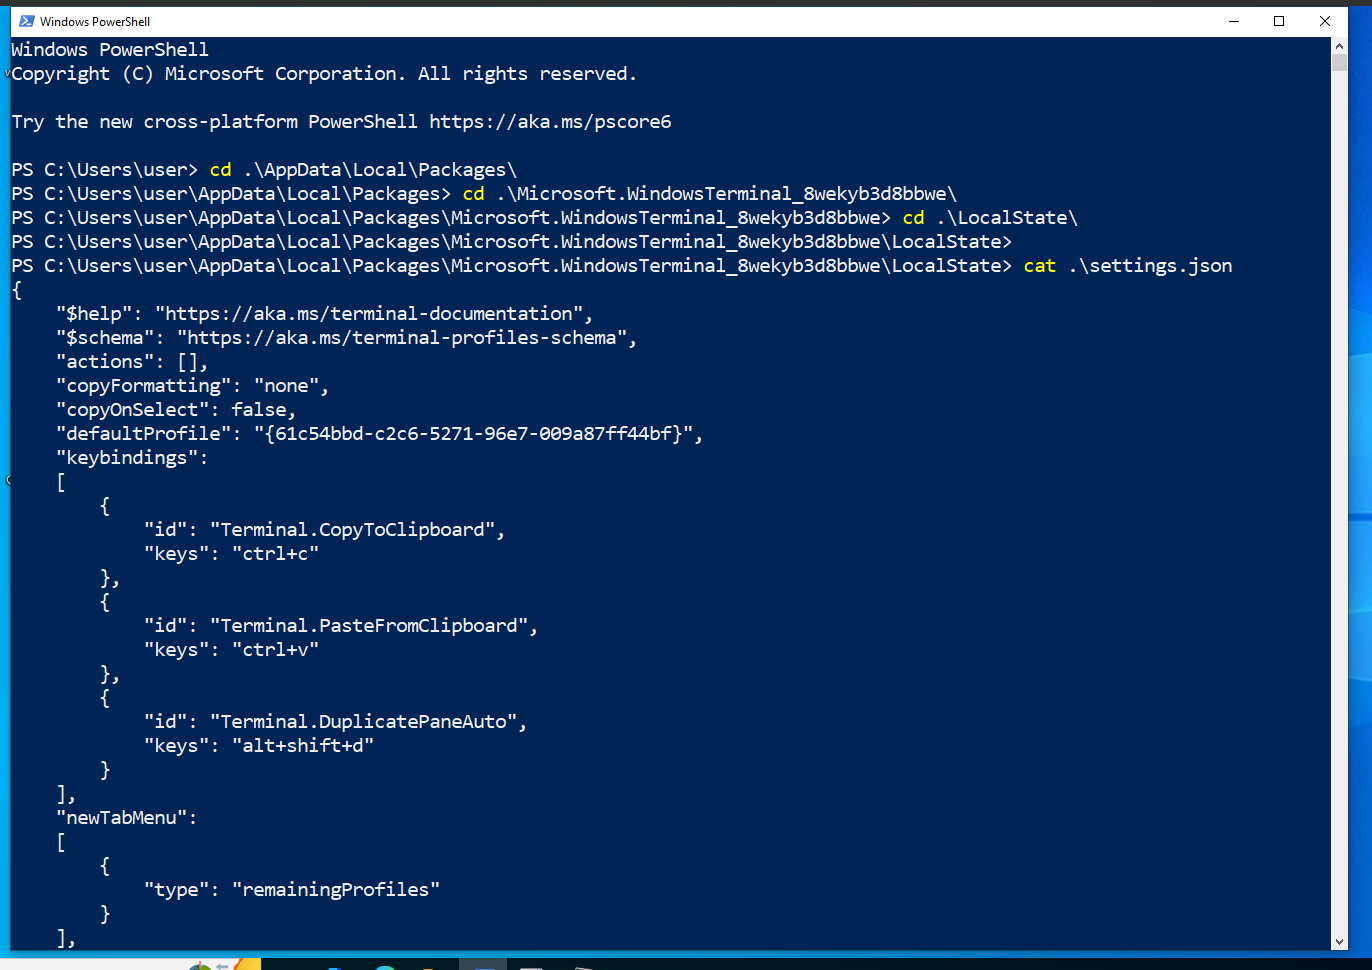 Windows PowerShell
Windows PowerShell
Copyright (C) Microsoft Corporation. All rights reserved.
Try the new cross-platform PowerShell https://aka.ms/pscore6
PS C:\Users\user> cd .\AppData\Local\Packages\
PS C:\Users\user\AppData\Local\Packages> cd .\Microsoft.WindowsTerminal_8wekyb3d8bbwe\
PS C:\Users\user\AppData\Local\Packages\Microsoft.WindowsTerminal_8wekyb3d8bbwe> cd .\LocalState\
PS C:\Users\user\AppData\Local\Packages\Microsoft.WindowsTerminal_8wekyb3d8bbwe\LocalState>
PS C:\Users\user\AppData\Local\Packages\Microsoft.WindowsTerminal_8wekyb3d8bbwe\LocalState> cat .\settings.json
{
    "$help": "https://aka.ms/terminal-documentation",
    "$schema": "https://aka.ms/terminal-profiles-schema",
    "actions": [],
    "copyFormatting": "none",
    "copyOnSelect": false,
    "defaultProfile": "{61c54bbd-c2c6-5271-96e7-009a87ff44bf}",
    "keybindings":
    [
        {
            "id": "Terminal.CopyToClipboard",
            "keys": "ctrl+c"
        },
        {
            "id": "Terminal.PasteFromClipboard",
            "keys": "ctrl+v"
        },
        {
            "id": "Terminal.DuplicatePaneAuto",
            "keys": "alt+shift+d"
        }
    ],
    "newTabMenu":
    [
        {
            "type": "remainingProfiles"
        }
    ],